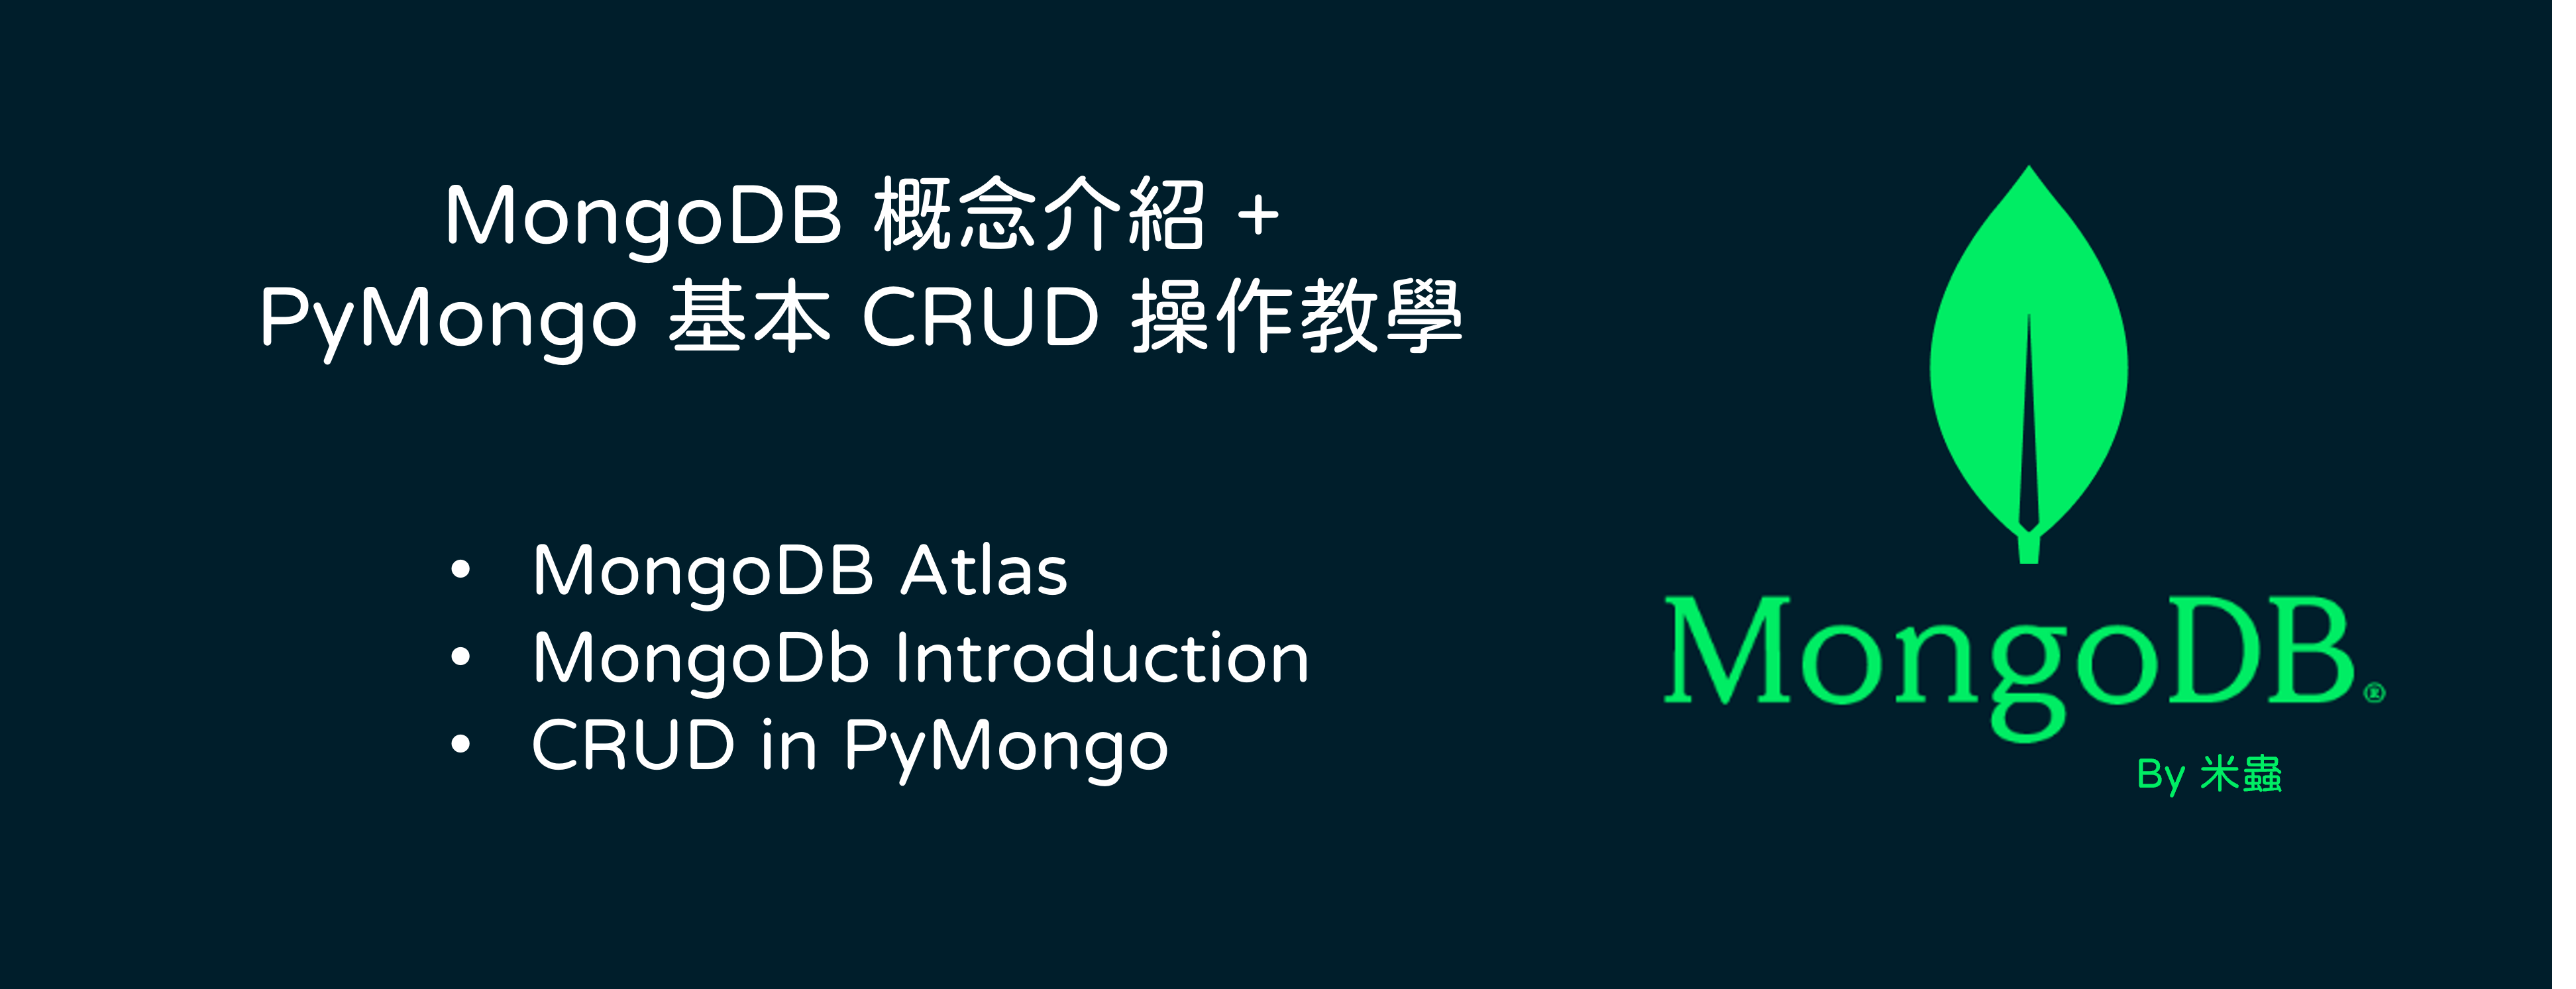 MongoDB 概念介紹 +
PyMongo 基本 CRUD 操作教學
• MongoDB Atlas
• MongoDb Introduction
• CRUD in PyMongo
MongoDB®
By 米蟲